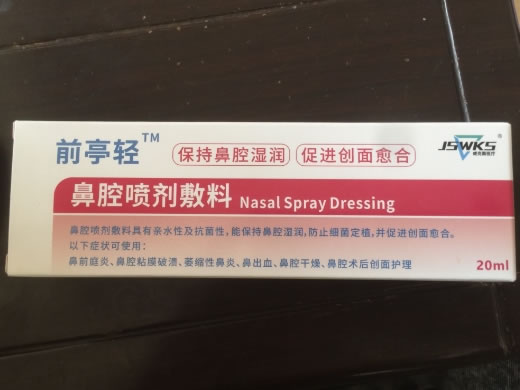 前亭轻™
保持鼻腔湿润 促进创面愈合
JSWKS®
鼻腔喷剂敷料 Nasal Spray Dressing
鼻腔喷剂敷料具有亲水性及抗菌性，能保持鼻腔湿润，防止细菌定植，并促进创面愈合。
以下症状可使用：
鼻前庭炎、鼻腔粘膜破溃、萎缩性鼻炎、鼻出血、鼻腔干燥、鼻腔术后创面护理
20ml